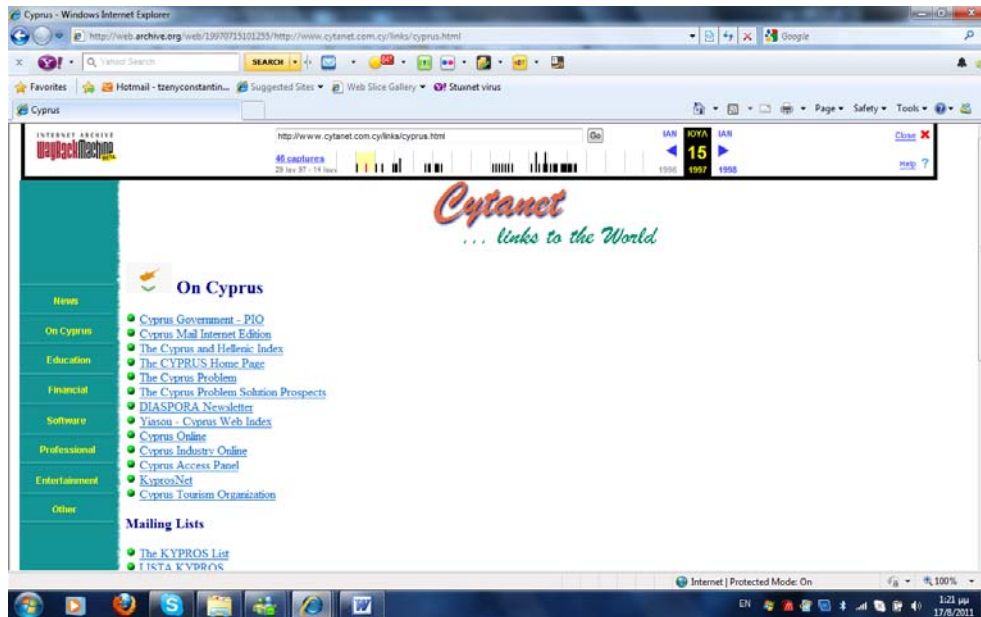 Cyprus - Windows Internet Explorer
http://web.archive.org/web/19970715101255/http://www.cytanet.com.cy/links/cyprus.html
Google
Yahoo! Search
SEARCH
Favorites Hotmail - tzenyconstantin... Suggested Sites Web Slice Gallery Stuxnet virus
Cyprus
Page Safety Tools
INTERNET ARCHIVE
WayBackMachine
BETA
http://www.cytanet.com.cy/links/cyprus.html Go
46 captures
ΙΑΝ ΙΟΥΛ ΙΑΝ
15
1996 1997 1998
Close
Help ?
Cytanet
... links to the World
News
On Cyprus
Education
Financial
Software
Professional
Entertainment
Other
On Cyprus
Cyprus Government - PIO
Cyprus Mail Internet Edition
The Cyprus and Hellenic Index
The CYPRUS Home Page
The Cyprus Problem
The Cyprus Problem Solution Prospects
DIASPORA Newsletter
Yiasou - Cyprus Web Index
Cyprus Online
Cyprus Industry Online
Cyprus Access Panel
KyprosNet
Cyprus Tourism Organization
Mailing Lists
The KYPROS List
LISTA KYPROS
Internet | Protected Mode: On
100%
EN
1:21 μμ
17/8/2011